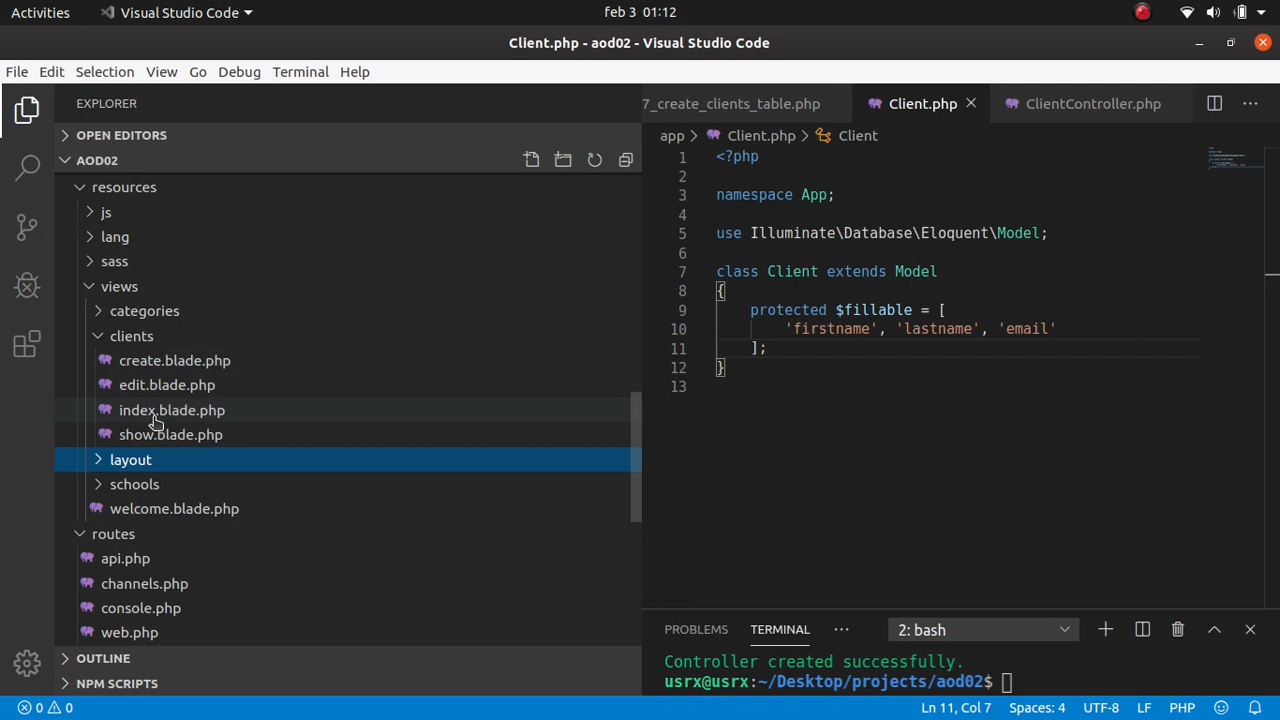 Activities
Visual Studio Code
feb 3 01:12
Client.php - aod02 - Visual Studio Code
File Edit Selection View Go Debug Terminal Help
EXPLORER
OPEN EDITORS
AOD02
resources
js
lang
sass
views
categories
clients
create.blade.php
edit.blade.php
index.blade.php
show.blade.php
layout
schools
welcome.blade.php
routes
api.php
channels.php
console.php
web.php
OUTLINE
NPM SCRIPTS
7_create_clients_table.php
Client.php
ClientController.php
app Client.php Client
1 <?php
2
3 namespace App;
4
5 use Illuminate\Database\Eloquent\Model;
6
7 class Client extends Model
8 {
9 protected $fillable = [
10 'firstname', 'lastname', 'email'
11 ];
12 }
13
PROBLEMS TERMINAL ··· 2: bash
Controller created successfully.
usrx@usrx:~/Desktop/projects/aod02$
0 0
Ln 11, Col 7 Spaces: 4 UTF-8 LF PHP